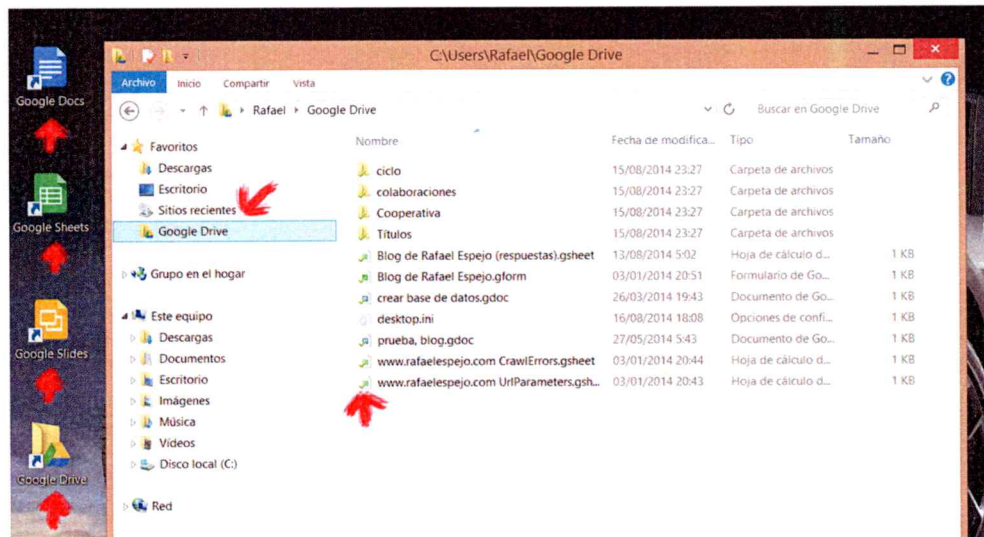 Google Docs
Google Sheets
Google Slides
Google Drive
C:\Users\Rafael\Google Drive
Archivo Inicio Compartir Vista
Rafael Google Drive Buscar en Google Drive
Favoritos
Descargas
Escritorio
Sitios recientes
Google Drive
Grupo en el hogar
Este equipo
Descargas
Documentos
Escritorio
Imágenes
Música
Vídeos
Disco local (C:)
Red
Nombre Fecha de modifica... Tipo Tamaño
ciclo 15/08/2014 23:27 Carpeta de archivos
colaboraciones 15/08/2014 23:27 Carpeta de archivos
Cooperativa 15/08/2014 23:27 Carpeta de archivos
Títulos 15/08/2014 23:27 Carpeta de archivos
Blog de Rafael Espejo (respuestas).gsheet 13/08/2014 5:02 Hoja de cálculo d... 1 KB
Blog de Rafael Espejo.gform 03/01/2014 20:51 Formulario de Go... 1 KB
crear base de datos.gdoc 26/03/2014 19:43 Documento de Go... 1 KB
desktop.ini 16/08/2014 18:08 Opciones de confi... 1 KB
prueba, blog.gdoc 27/05/2014 5:43 Documento de Go... 1 KB
www.rafaelespejo.com CrawlErrors.gsheet 03/01/2014 20:44 Hoja de cálculo d... 1 KB
www.rafaelespejo.com UrlParameters.gsh... 03/01/2014 20:43 Hoja de cálculo d... 1 KB